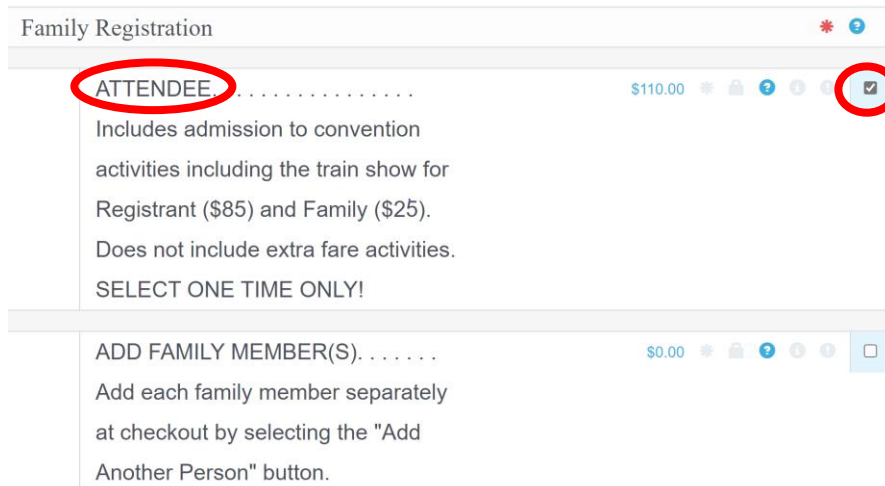 Family Registration
ATTENDEE. . . . . . . . . . . . . . . . $110.00
Includes admission to convention
activities including the train show for
Registrant ($85) and Family ($25).
Does not include extra fare activities.
SELECT ONE TIME ONLY!
ADD FAMILY MEMBER(S). . . . . . . $0.00
Add each family member separately
at checkout by selecting the "Add
Another Person" button.